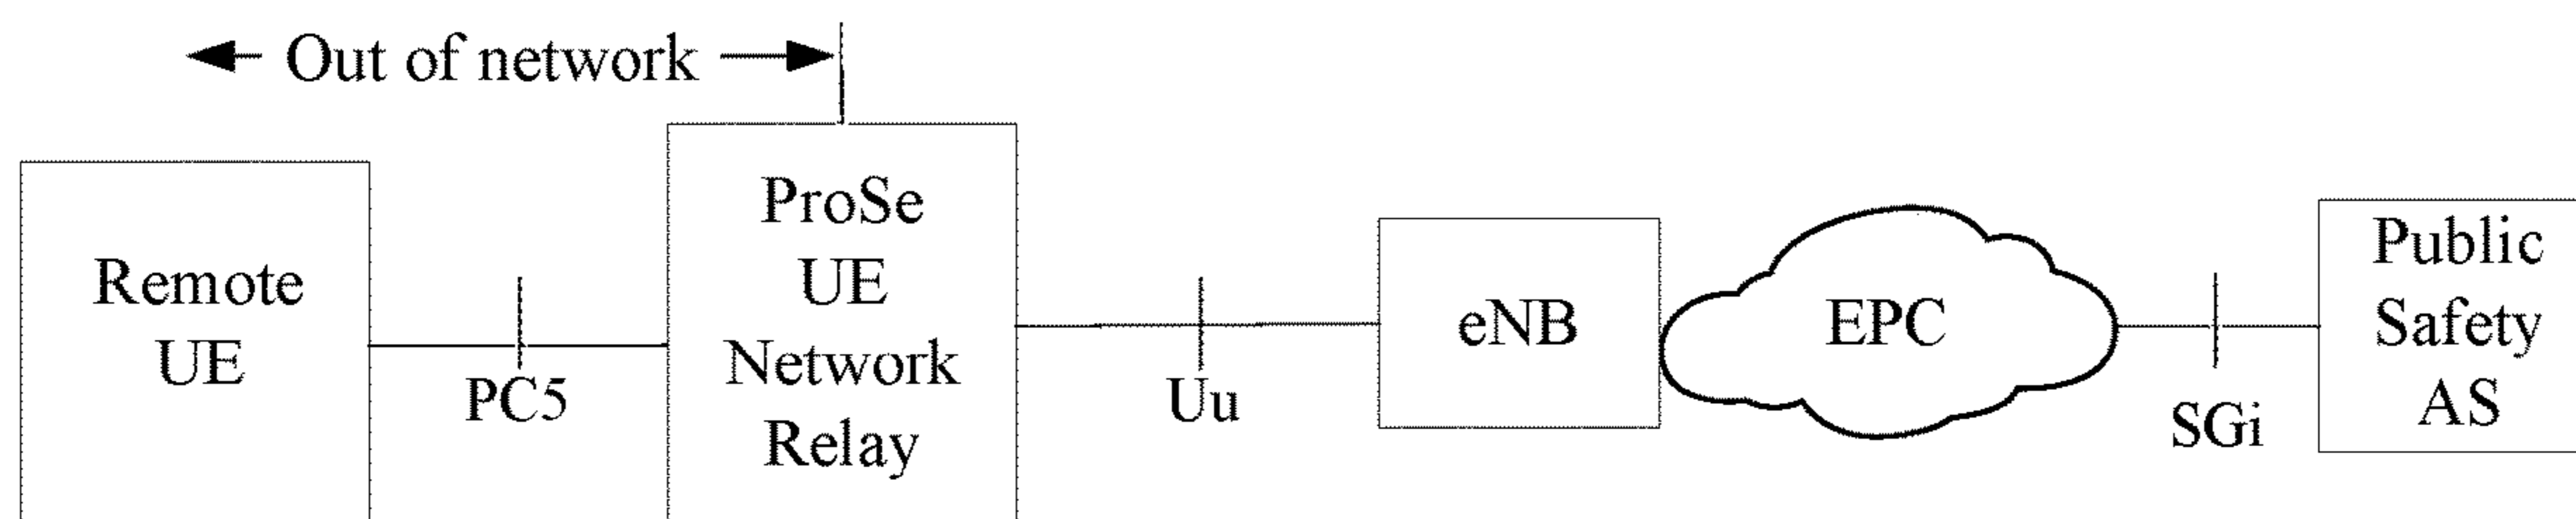 Out of network
Remote
UE
PC5
ProSe
UE
Network
Relay
Uu
eNB
EPC
SGi
Public
Safety
AS